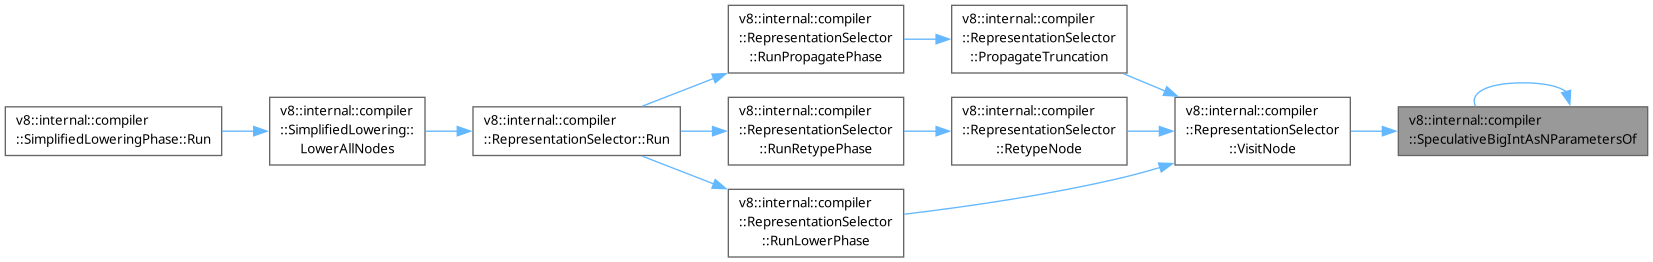 v8::internal::compiler
::SimplifiedLoweringPhase::Run
v8::internal::compiler
::SimplifiedLowering::
LowerAllNodes
v8::internal::compiler
::RepresentationSelector::Run
v8::internal::compiler
::RepresentationSelector
::RunPropagatePhase
v8::internal::compiler
::RepresentationSelector
::PropagateTruncation
v8::internal::compiler
::RepresentationSelector
::RunRetypePhase
v8::internal::compiler
::RepresentationSelector
::RetypeNode
v8::internal::compiler
::RepresentationSelector
::RunLowerPhase
v8::internal::compiler
::RepresentationSelector
::VisitNode
v8::internal::compiler
::SpeculativeBigIntAsNParametersOf